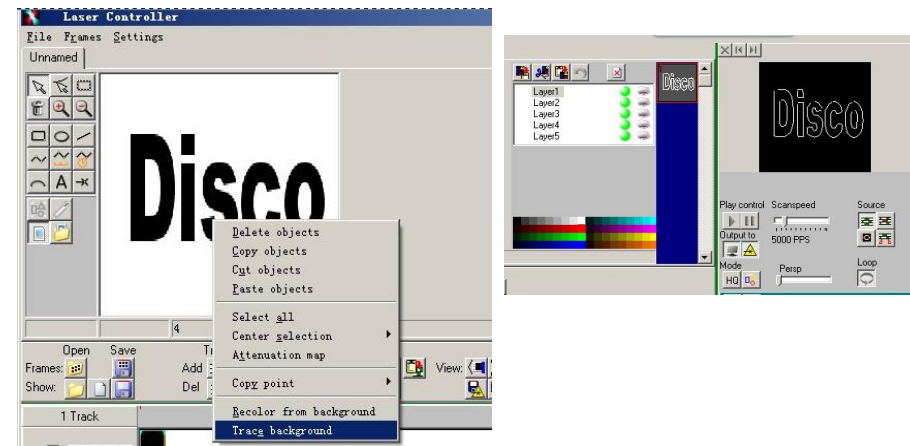 Laser Controller
File Frames Settings
Unnamed
A
Disco
Delete objects
Copy objects
Cut objects
Paste objects
Select all
Center selection
Attenuation map
Copy point
Recolor from background
Trace background
4
Open Save
Frames: Add View:
Show: Del
1 Track
Layer1
Layer2
Layer3
Layer4
Layer5
Disco
Disco
Play control Scanspeed Source
Output to 5000 PPS
Mode Persp Loop
HQ